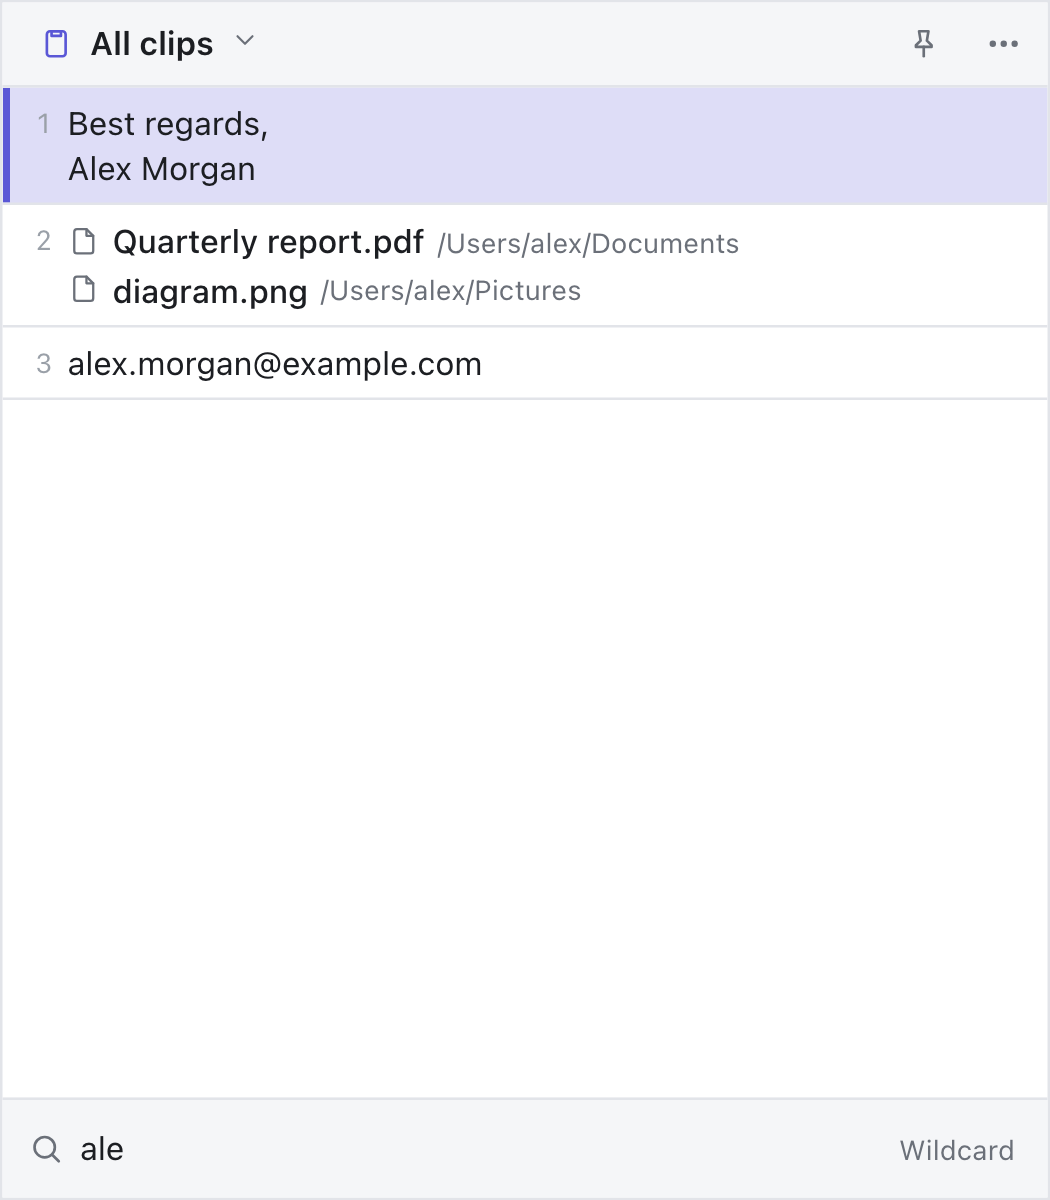 All clips
1 Best regards,
Alex Morgan
2 Quarterly report.pdf /Users/alex/Documents
diagram.png /Users/alex/Pictures
3 alex.morgan@example.com
ale Wildcard